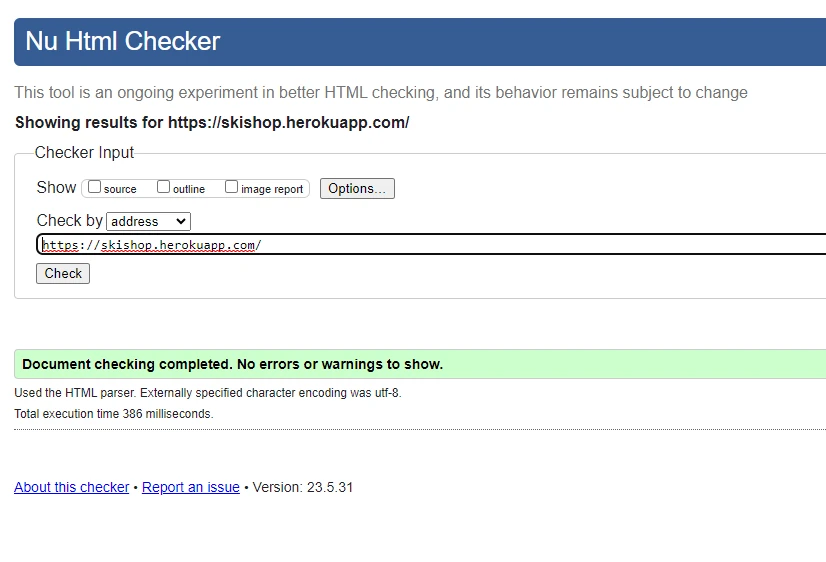 Nu Html Checker
This tool is an ongoing experiment in better HTML checking, and its behavior remains subject to change
Showing results for https://skishop.herokuapp.com/
Checker Input
Show source outline image report Options...
Check by address
https://skishop.herokuapp.com/
Check
Document checking completed. No errors or warnings to show.
Used the HTML parser. Externally specified character encoding was utf-8.
Total execution time 386 milliseconds.
About this checker • Report an issue • Version: 23.5.31